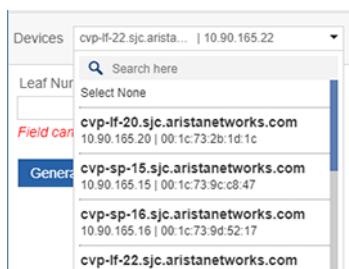 Devices cvp-lf-22.sjc.arista... | 10.90.165.22
Search here
Leaf Nur
Select None
Field can
cvp-lf-20.sjc.aristanetworks.com
10.90.165.20 | 00:1c:73:2b:1d:1c
Genera
cvp-sp-15.sjc.aristanetworks.com
10.90.165.15 | 00:1c:73:9c:c8:47
cvp-sp-16.sjc.aristanetworks.com
10.90.165.16 | 00:1c:73:9d:52:17
cvp-lf-22.sjc.aristanetworks.com